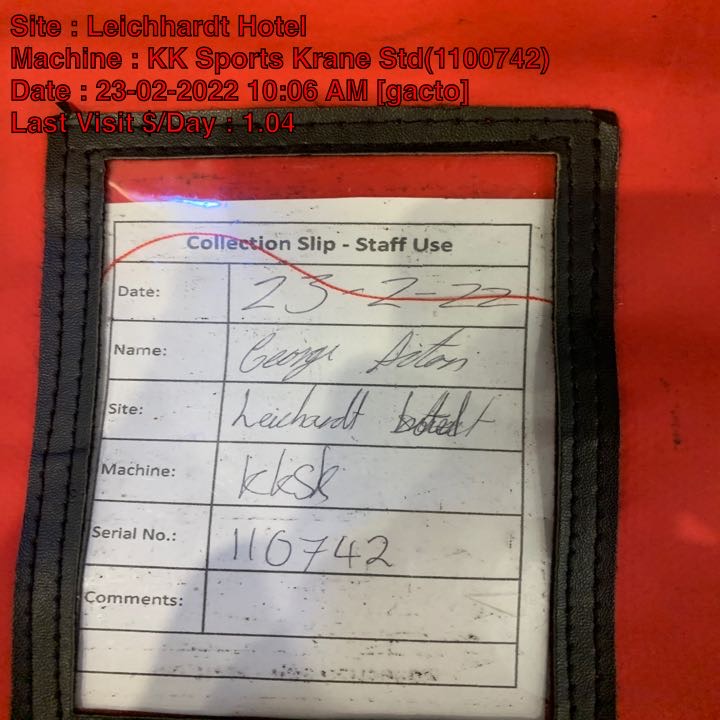 Site : Leichhardt Hotel
Machine : KK Sports Krane Std(1100742)
Date : 23-02-2022 10:06 AM [gacto]
Last Visit $/Day : 1.04
Collection Slip - Staff Use
Date: 23-2-22
Name: George
Site: Leichardt
Machine: KKSK
Serial No.: 110742
Comments: